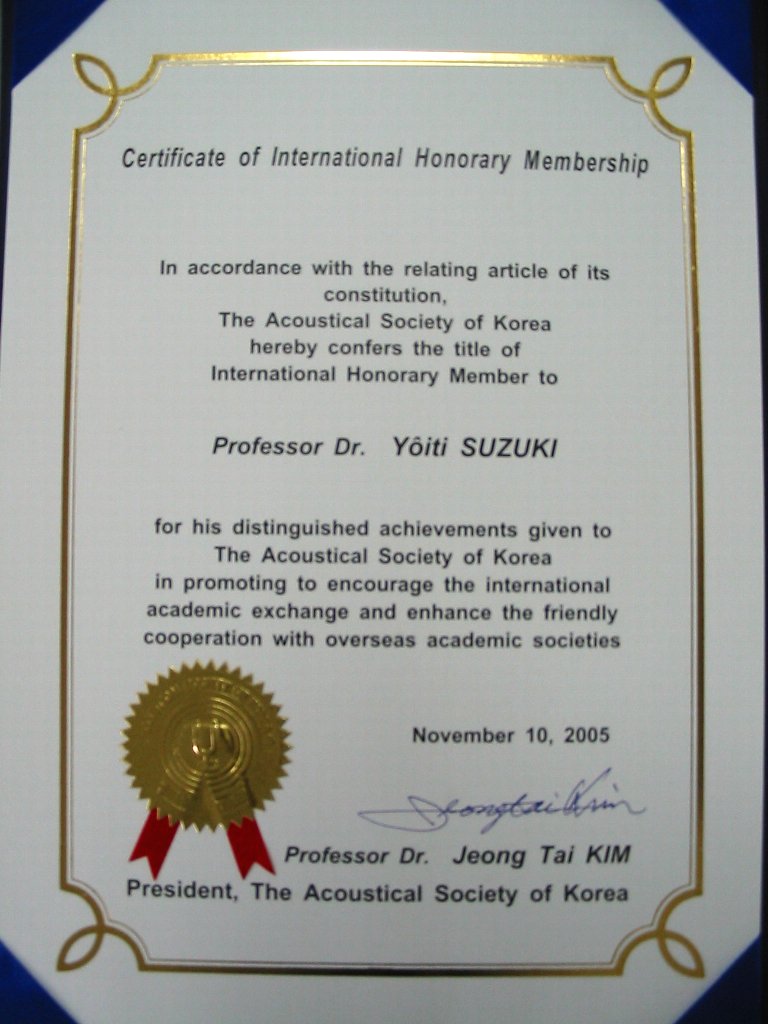 Certificate of International Honorary Membership
In accordance with the relating article of its
constitution,
The Acoustical Society of Korea
hereby confers the title of
International Honorary Member to
Professor Dr. Yôiti SUZUKI
for his distinguished achievements given to
The Acoustical Society of Korea
in promoting to encourage the international
academic exchange and enhance the friendly
cooperation with overseas academic societies
November 10, 2005
Jeongtai Kim
Professor Dr. Jeong Tai KIM
President, The Acoustical Society of Korea